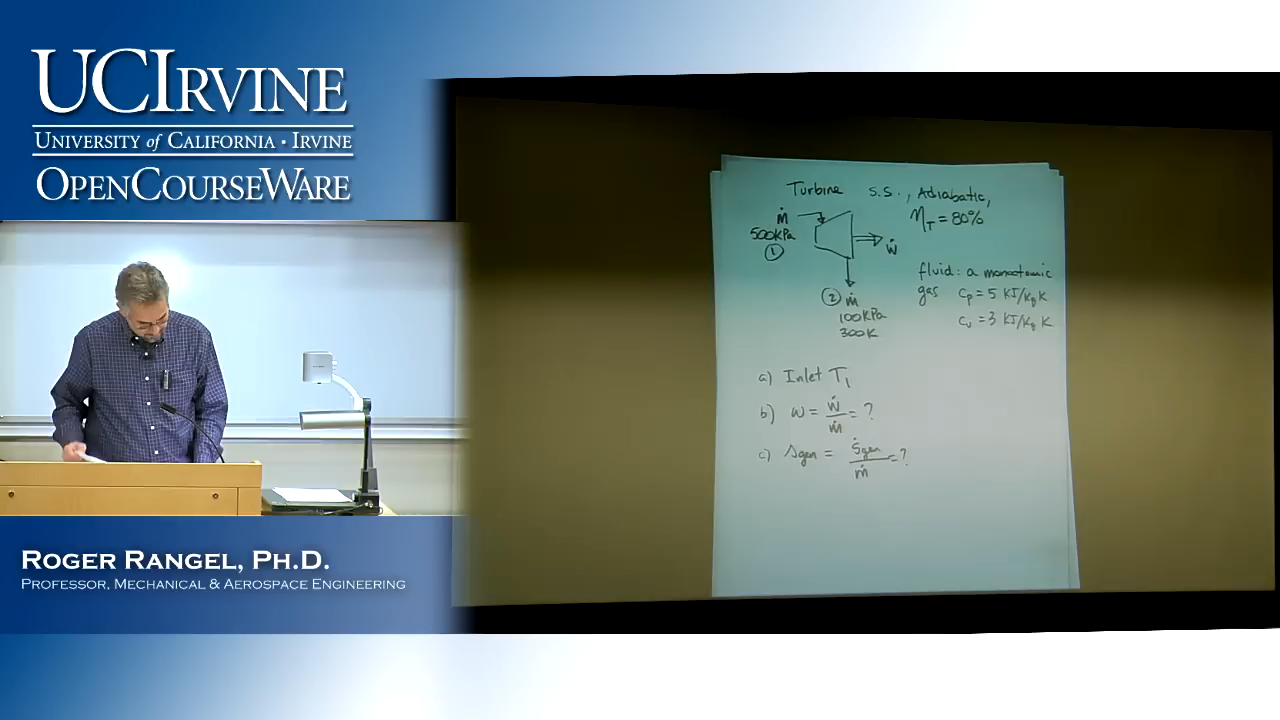 UCIRVINE
UNIVERSITY of CALIFORNIA · IRVINE
OPENCOURSEWARE
ROGER RANGEL, PH.D.
PROFESSOR, MECHANICAL & AEROSPACE ENGINEERING
Turbine S.S., Adiabatic,
ηT = 80%
ṁ
500kPa
①
Ẇ
② ṁ
100kPa
300K
fluid: a monoatomic
gas cp = 5 KJ/Kg K
cv = 3 KJ/Kg K
a) Inlet T1
b) w = Ẇ/ṁ = ?
c) sgen = Ṡgen/ṁ = ?